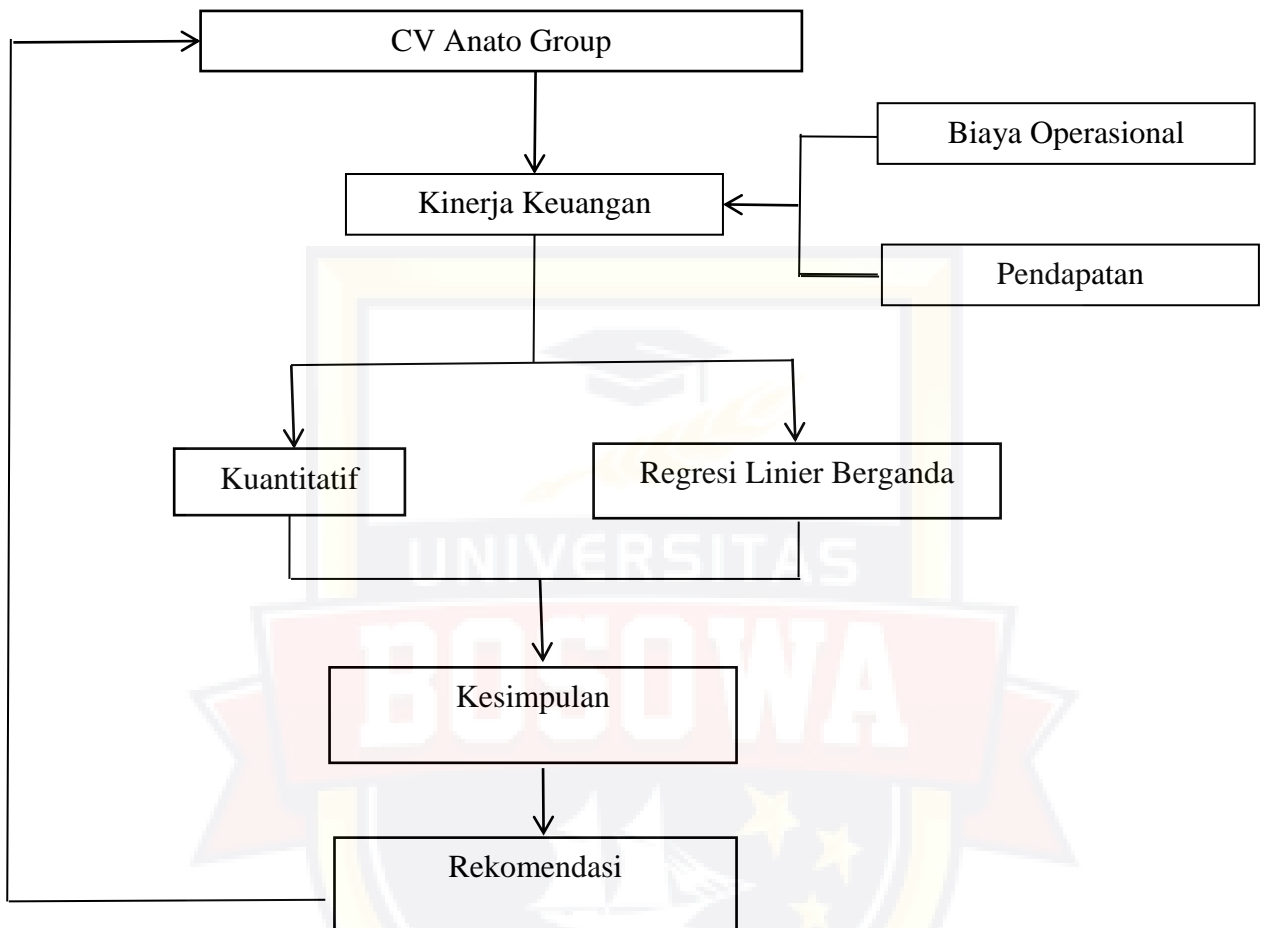 CV Anato Group
Biaya Operasional
Kinerja Keuangan
Pendapatan
Kuantitatif
Regresi Linier Berganda
UNIVERSITAS
BOSOWA
Kesimpulan
Rekomendasi